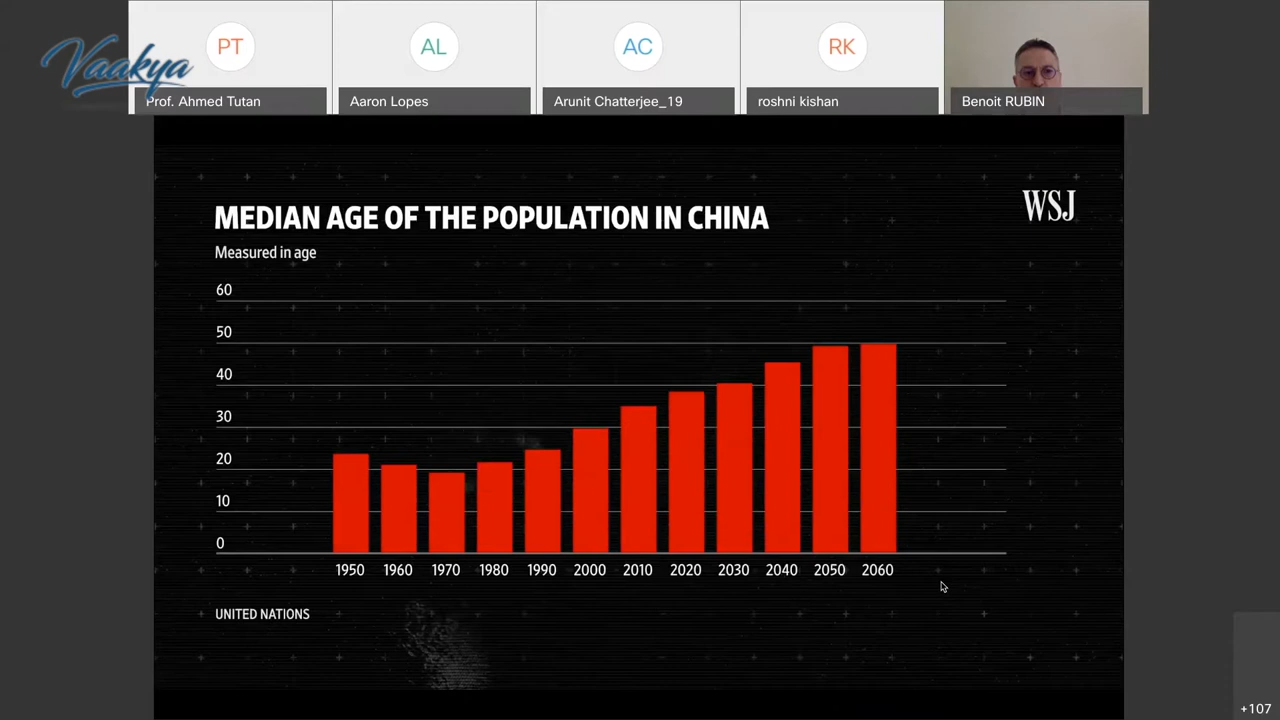 Vaakya
PT
AL
AC
RK
Prof. Ahmed Tutan
Aaron Lopes
Arunit Chatterjee_19
roshni kishan
Benoit RUBIN
WSJ
MEDIAN AGE OF THE POPULATION IN CHINA
Measured in age
60
50
40
30
20
10
0
1950 1960 1970 1980 1990 2000 2010 2020 2030 2040 2050 2060
UNITED NATIONS
+107